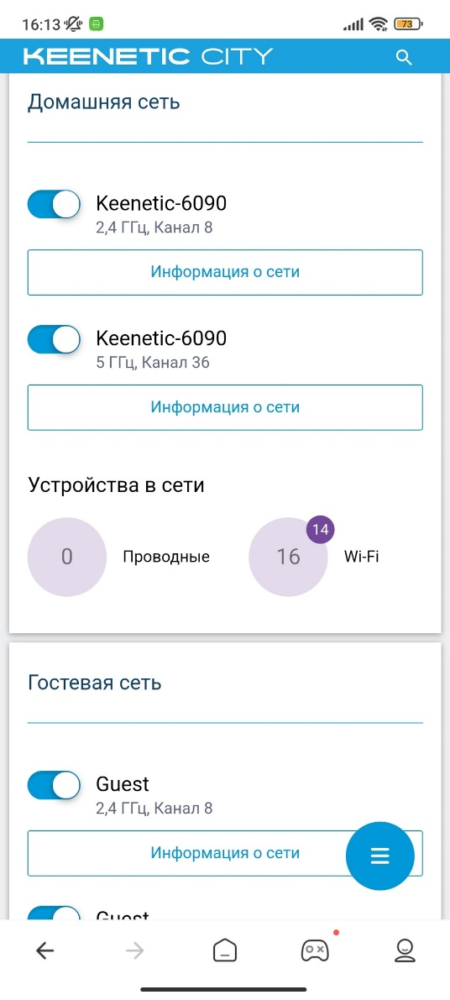 16:13
73
KEENETIC CITY
Домашняя сеть
Keenetic-6090
2,4 ГГц, Канал 8
Информация о сети
Keenetic-6090
5 ГГц, Канал 36
Информация о сети
Устройства в сети
0 Проводные 16 14 Wi-Fi
Гостевая сеть
Guest
2,4 ГГц, Канал 8
Информация о сети
Guest